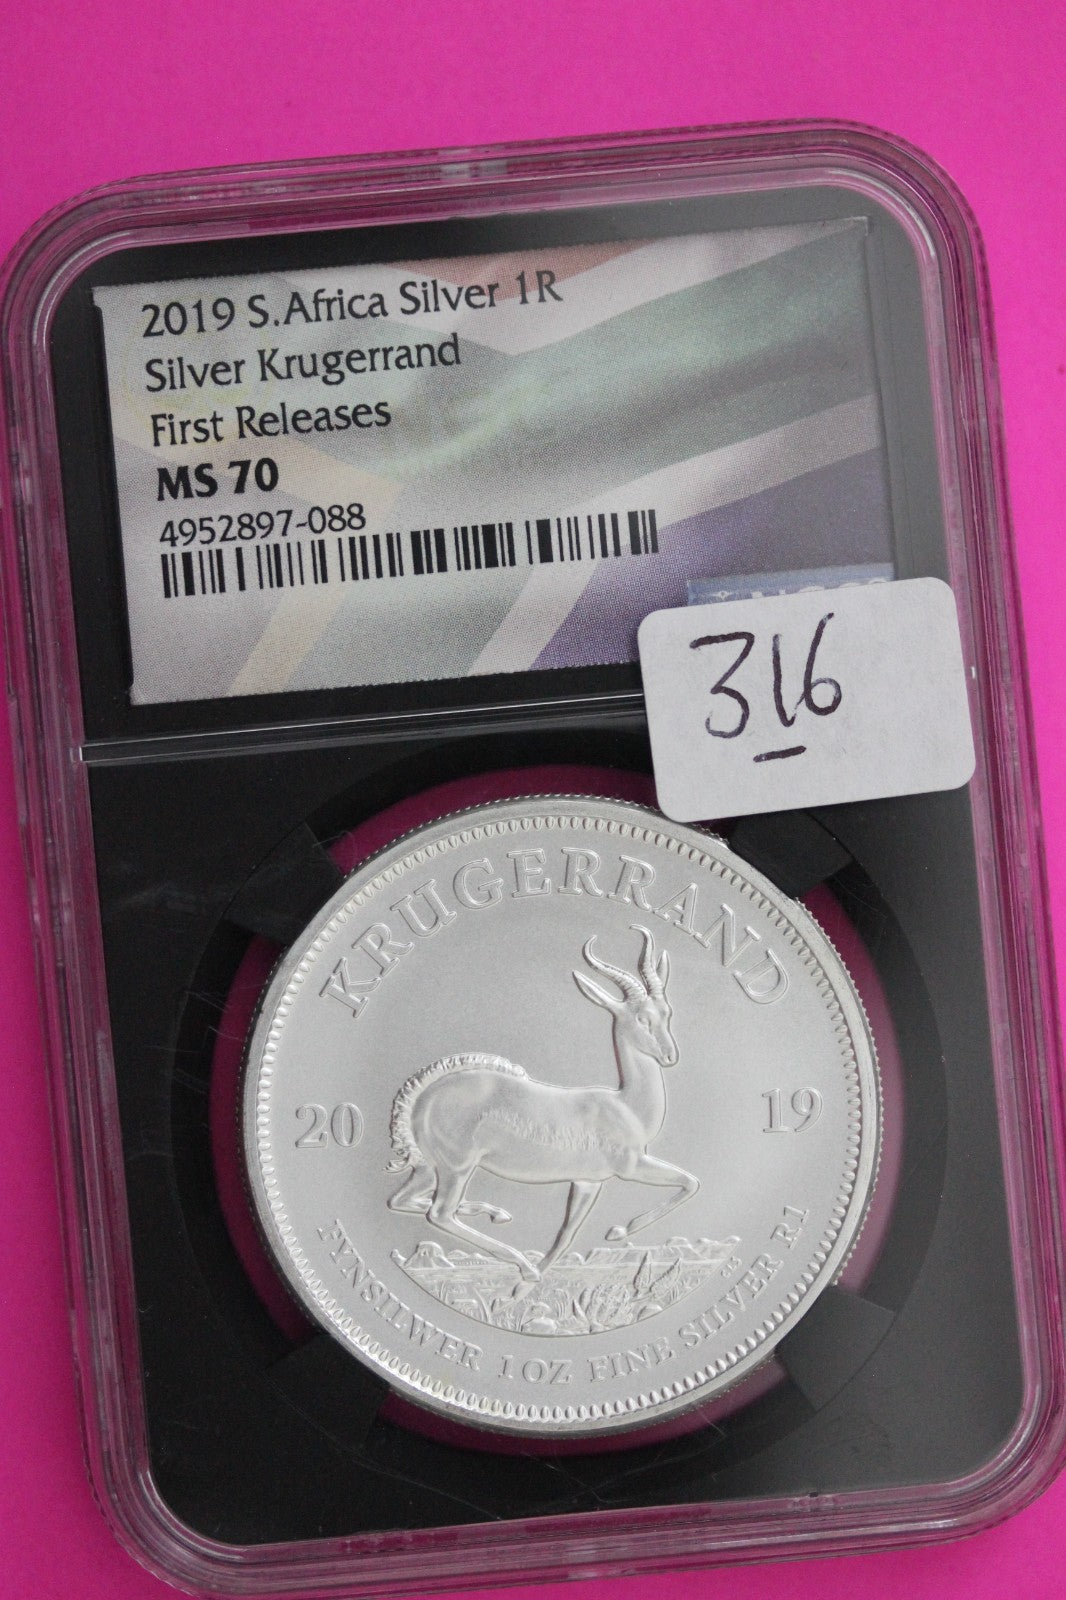 2019 S.Africa Silver 1R
Silver Krugerrand
First Releases
MS 70
4952897-088
316
KRUGERRAND
20 19
FYNSILWER 1 OZ FINE SILVER R1